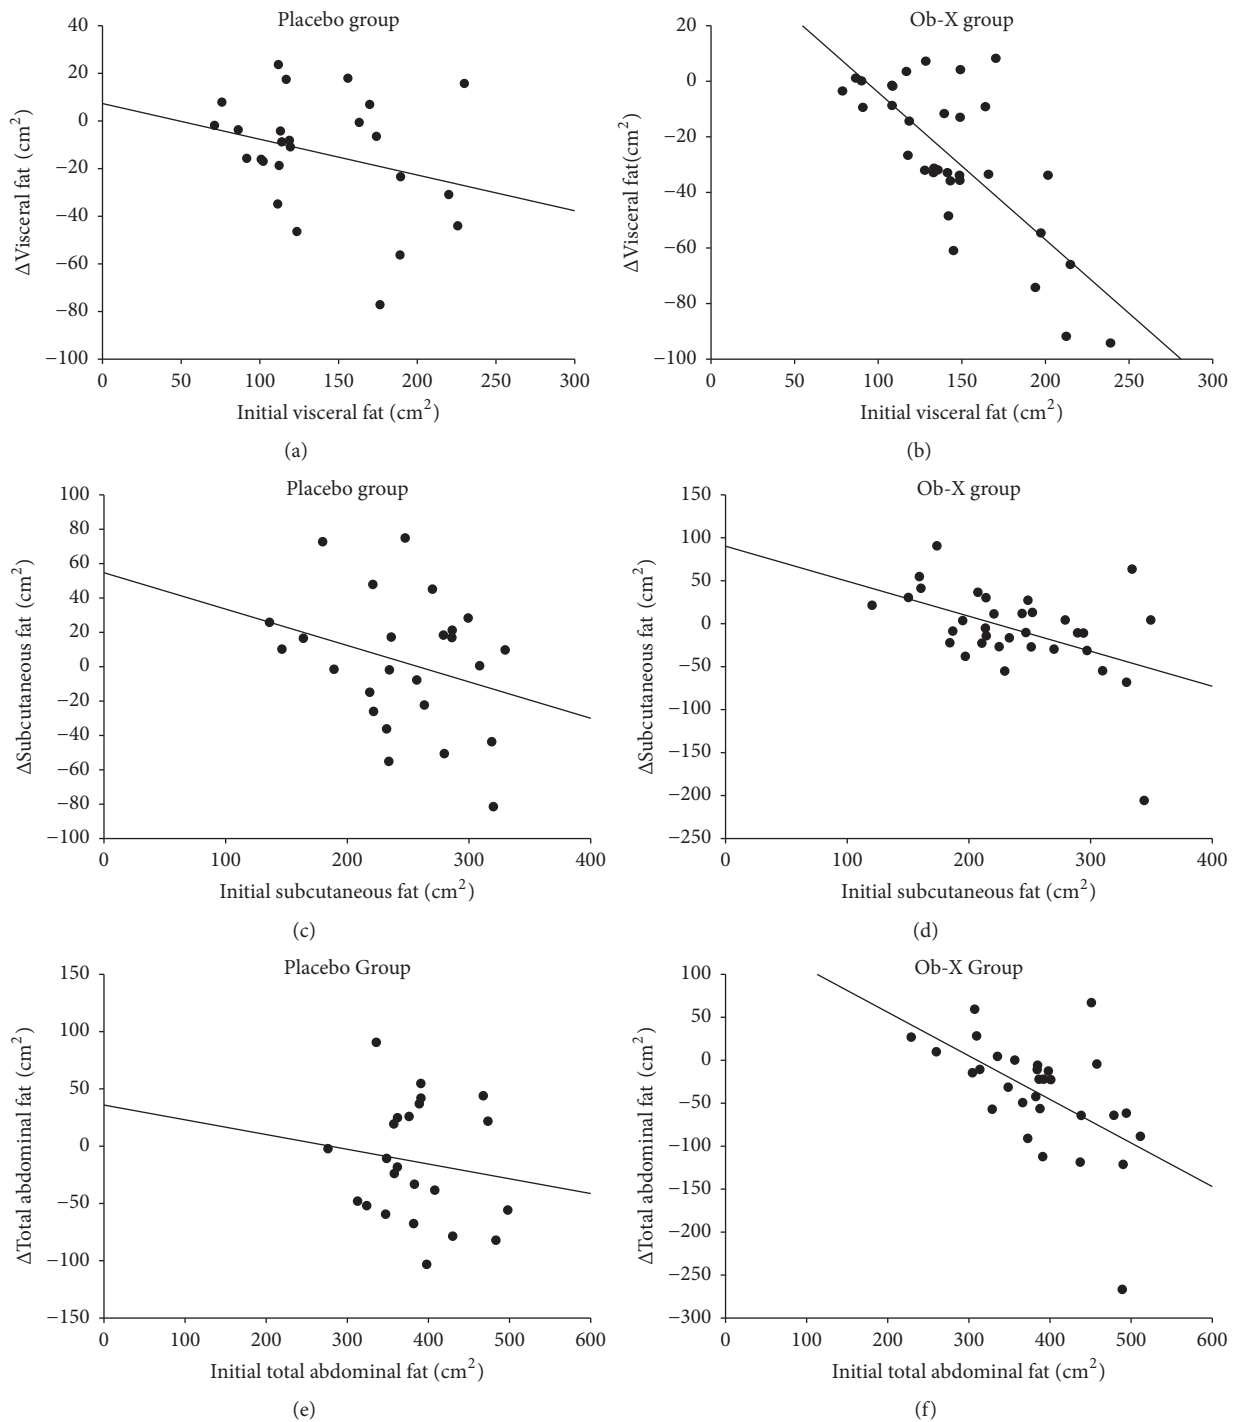 Placebo group
40
20
0
−20
−40
−60
−80
−100
ΔVisceral fat (cm²)
0 50 100 150 200 250 300
Initial visceral fat (cm²)
(a)
Ob-X group
20
0
−20
−40
−60
−80
−100
ΔVisceral fat(cm²)
0 50 100 150 200 250 300
Initial visceral fat (cm²)
(b)
Placebo group
100
80
60
40
20
0
−20
−40
−60
−80
−100
ΔSubcutaneous fat (cm²)
0 100 200 300 400
Initial subcutaneous fat (cm²)
(c)
Ob-X group
150
100
50
0
−50
−100
−150
−200
−250
ΔSubcutaneous fat (cm²)
0 100 200 300 400
Initial subcutaneous fat (cm²)
(d)
Placebo Group
150
100
50
0
−50
−100
−150
ΔTotal abdominal fat (cm²)
0 100 200 300 400 500 600
Initial total abdominal fat (cm²)
(e)
Ob-X Group
100
50
0
−50
−100
−150
−200
−250
−300
ΔTotal abdominal fat (cm²)
0 100 200 300 400 500 600
Initial total abdominal fat (cm²)
(f)